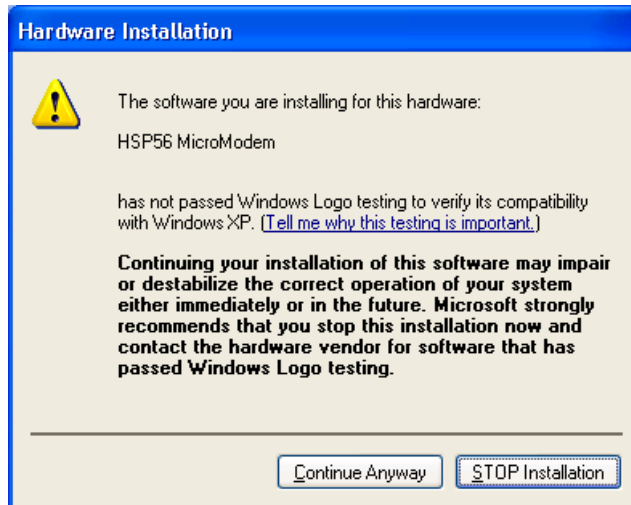 Hardware Installation
The software you are installing for this hardware:
HSP56 MicroModem
has not passed Windows Logo testing to verify its compatibility
with Windows XP. (Tell me why this testing is important.)
Continuing your installation of this software may impair
or destabilize the correct operation of your system
either immediately or in the future. Microsoft strongly
recommends that you stop this installation now and
contact the hardware vendor for software that has
passed Windows Logo testing.
Continue Anyway
STOP Installation